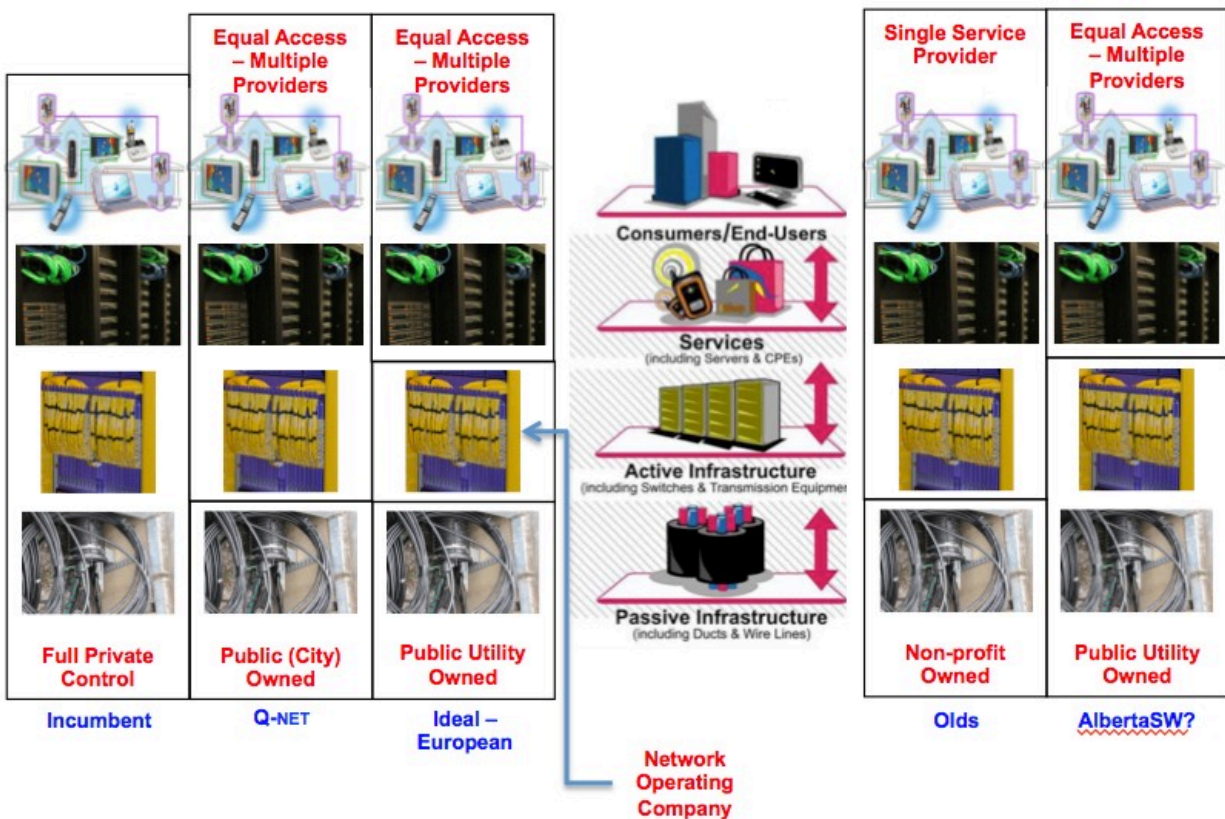 Equal Access
– Multiple
Providers
Equal Access
– Multiple
Providers
Single Service
Provider
Equal Access
– Multiple
Providers
Consumers/End-Users
Services
(including Servers & CPEs)
Active Infrastructure
(including Switches & Transmission Equipmen
Passive Infrastructure
(including Ducts & Wire Lines)
Full Private
Control
Public (City)
Owned
Public Utility
Owned
Non-profit
Owned
Public Utility
Owned
Incumbent
Q-NET
Ideal –
European
Olds
AlbertaSW?
Network
Operating
Company